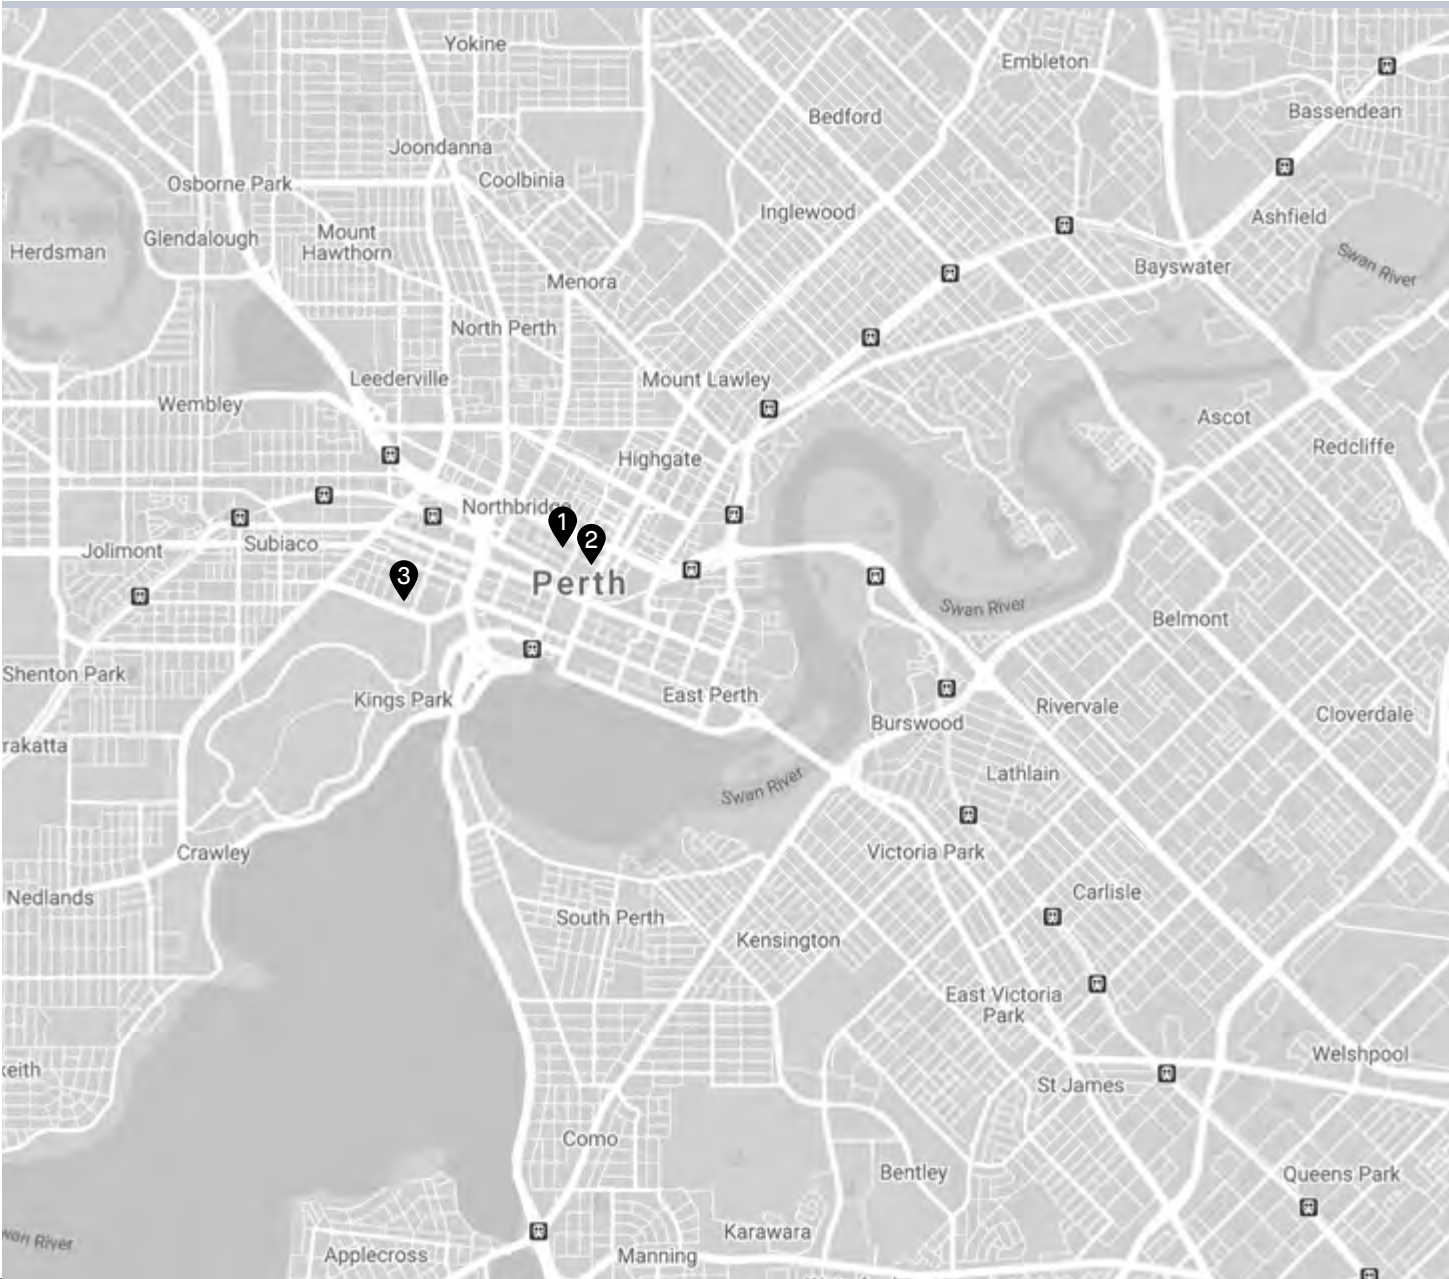 Yokine
Embleton
Bassendean
Bedford
Joondanna
Coolbinia
Osborne Park
Inglewood
Ashfield
Mount
Hawthorn
Glendalough
Herdsman
Swan River
Bayswater
Menora
North Perth
Leederville
Mount Lawley
Wembley
Ascot
Redcliffe
Highgate
Northbridge
1
2
Jolimont
Subiaco
3
Perth
Swan River
Belmont
Shenton Park
Kings Park
East Perth
Burswood
Rivervale
Cloverdale
rakatta
Lathlain
Swan River
Crawley
Victoria Park
Nedlands
Carlisle
South Perth
Kensington
East Victoria
Park
Welshpool
keith
St James
Como
Bentley
Queens Park
Karawara
wan River
Applecross
Manning